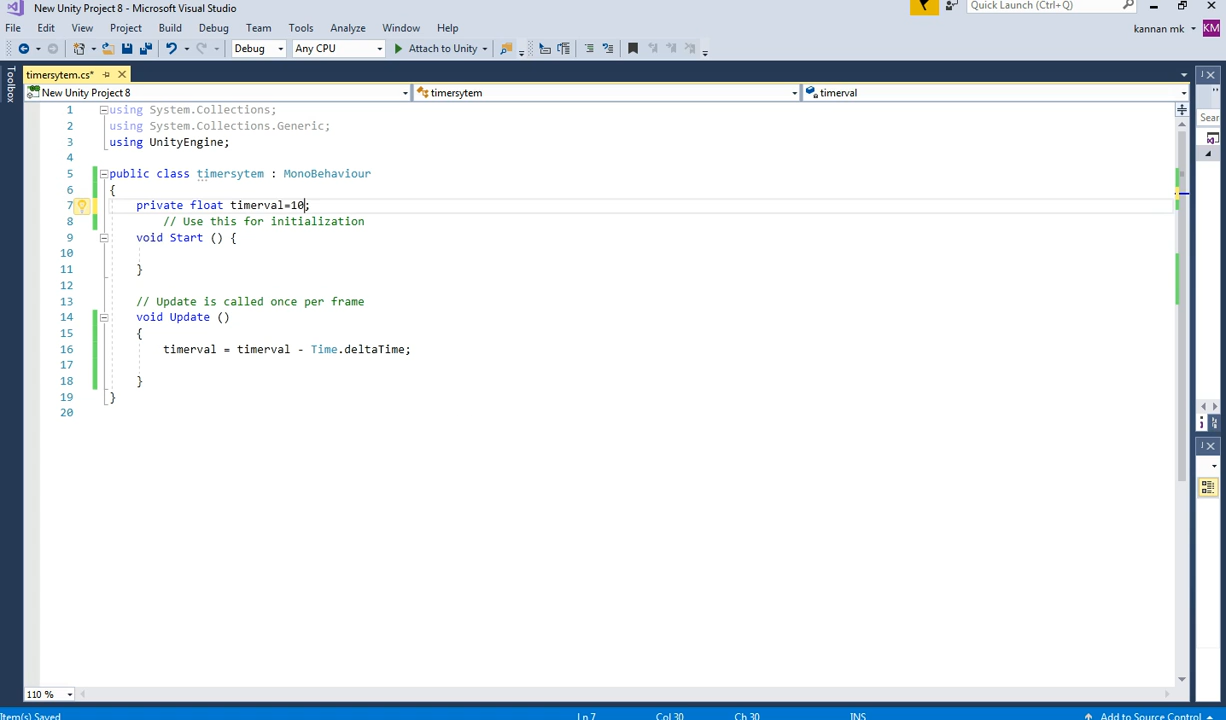 New Unity Project 8 - Microsoft Visual Studio
Quick Launch (Ctrl+Q)
File Edit View Project Build Debug Team Tools Analyze Window Help
kannan mk KM
Debug Any CPU Attach to Unity
Toolbox
timersytem.cs*
New Unity Project 8 timersytem timerval
1 using System.Collections;
2 using System.Collections.Generic;
3 using UnityEngine;
4
5 public class timersytem : MonoBehaviour
6 {
7 private float timerval=10;
8 // Use this for initialization
9 void Start () {
10
11 }
12
13 // Update is called once per frame
14 void Update ()
15 {
16 timerval = timerval - Time.deltaTime;
17
18 }
19 }
20
Sear
110 %
Item(s) Saved Ln 7 Col 30 Ch 30 INS Add to Source Control